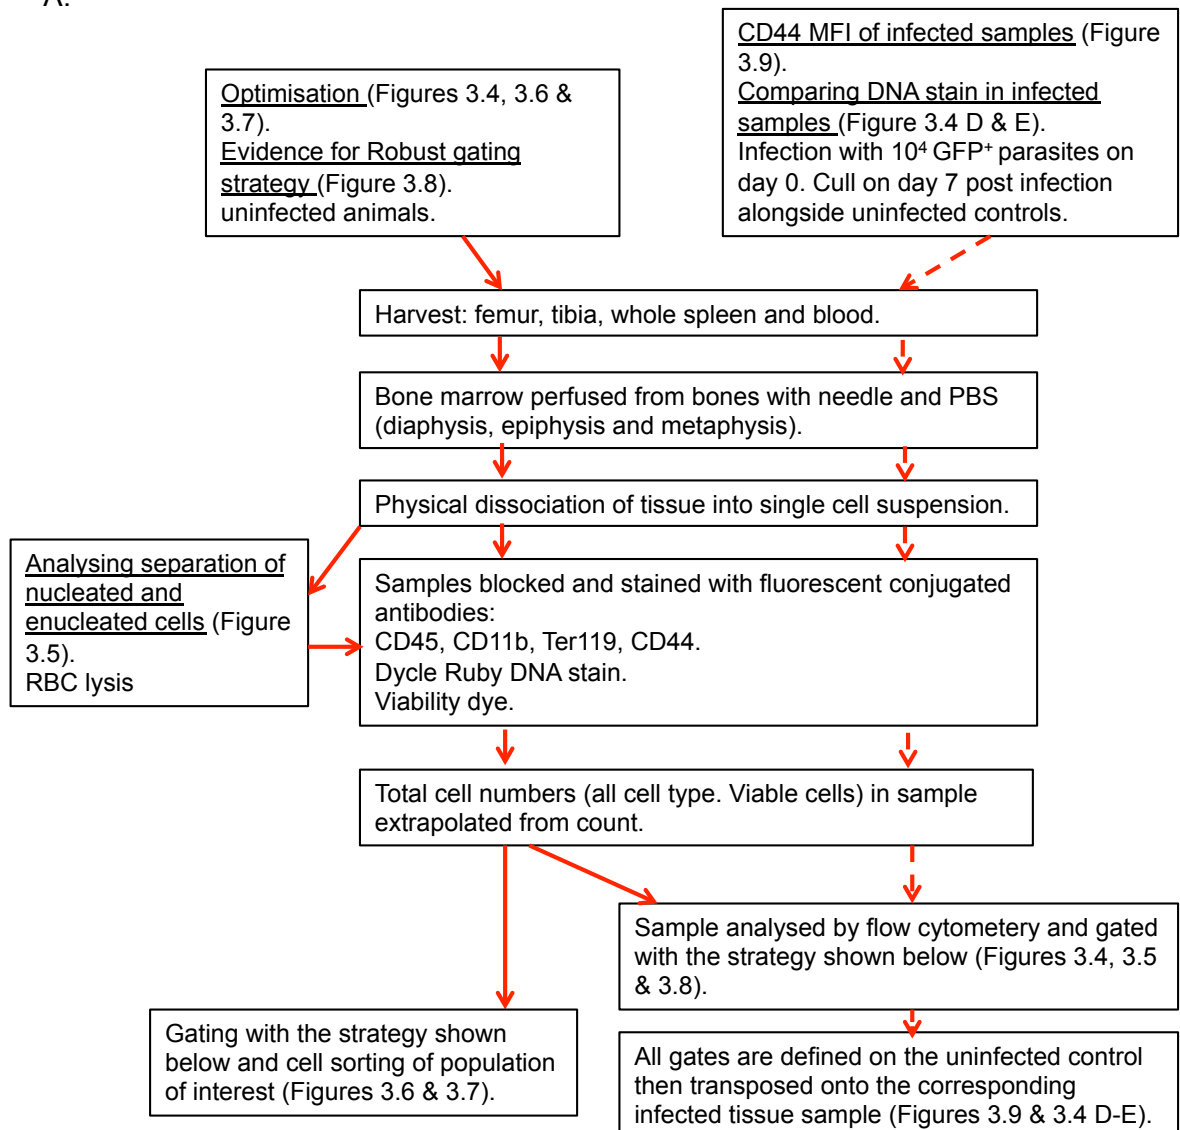 A.
CD44 MFI of infected samples (Figure
3.9).
Comparing DNA stain in infected
samples (Figure 3.4 D & E).
Infection with 10⁴ GFP⁺ parasites on
day 0. Cull on day 7 post infection
alongside uninfected controls.
Optimisation (Figures 3.4, 3.6 &
3.7).
Evidence for Robust gating
strategy (Figure 3.8).
uninfected animals.
Harvest: femur, tibia, whole spleen and blood.
Bone marrow perfused from bones with needle and PBS
(diaphysis, epiphysis and metaphysis).
Physical dissociation of tissue into single cell suspension.
Analysing separation of
nucleated and
enucleated cells (Figure
3.5).
RBC lysis
Samples blocked and stained with fluorescent conjugated
antibodies:
CD45, CD11b, Ter119, CD44.
Dycle Ruby DNA stain.
Viability dye.
Total cell numbers (all cell type. Viable cells) in sample
extrapolated from count.
Sample analysed by flow cytometery and gated
with the strategy shown below (Figures 3.4, 3.5
& 3.8).
Gating with the strategy shown
below and cell sorting of population
of interest (Figures 3.6 & 3.7).
All gates are defined on the uninfected control
then transposed onto the corresponding
infected tissue sample (Figures 3.9 & 3.4 D-E).